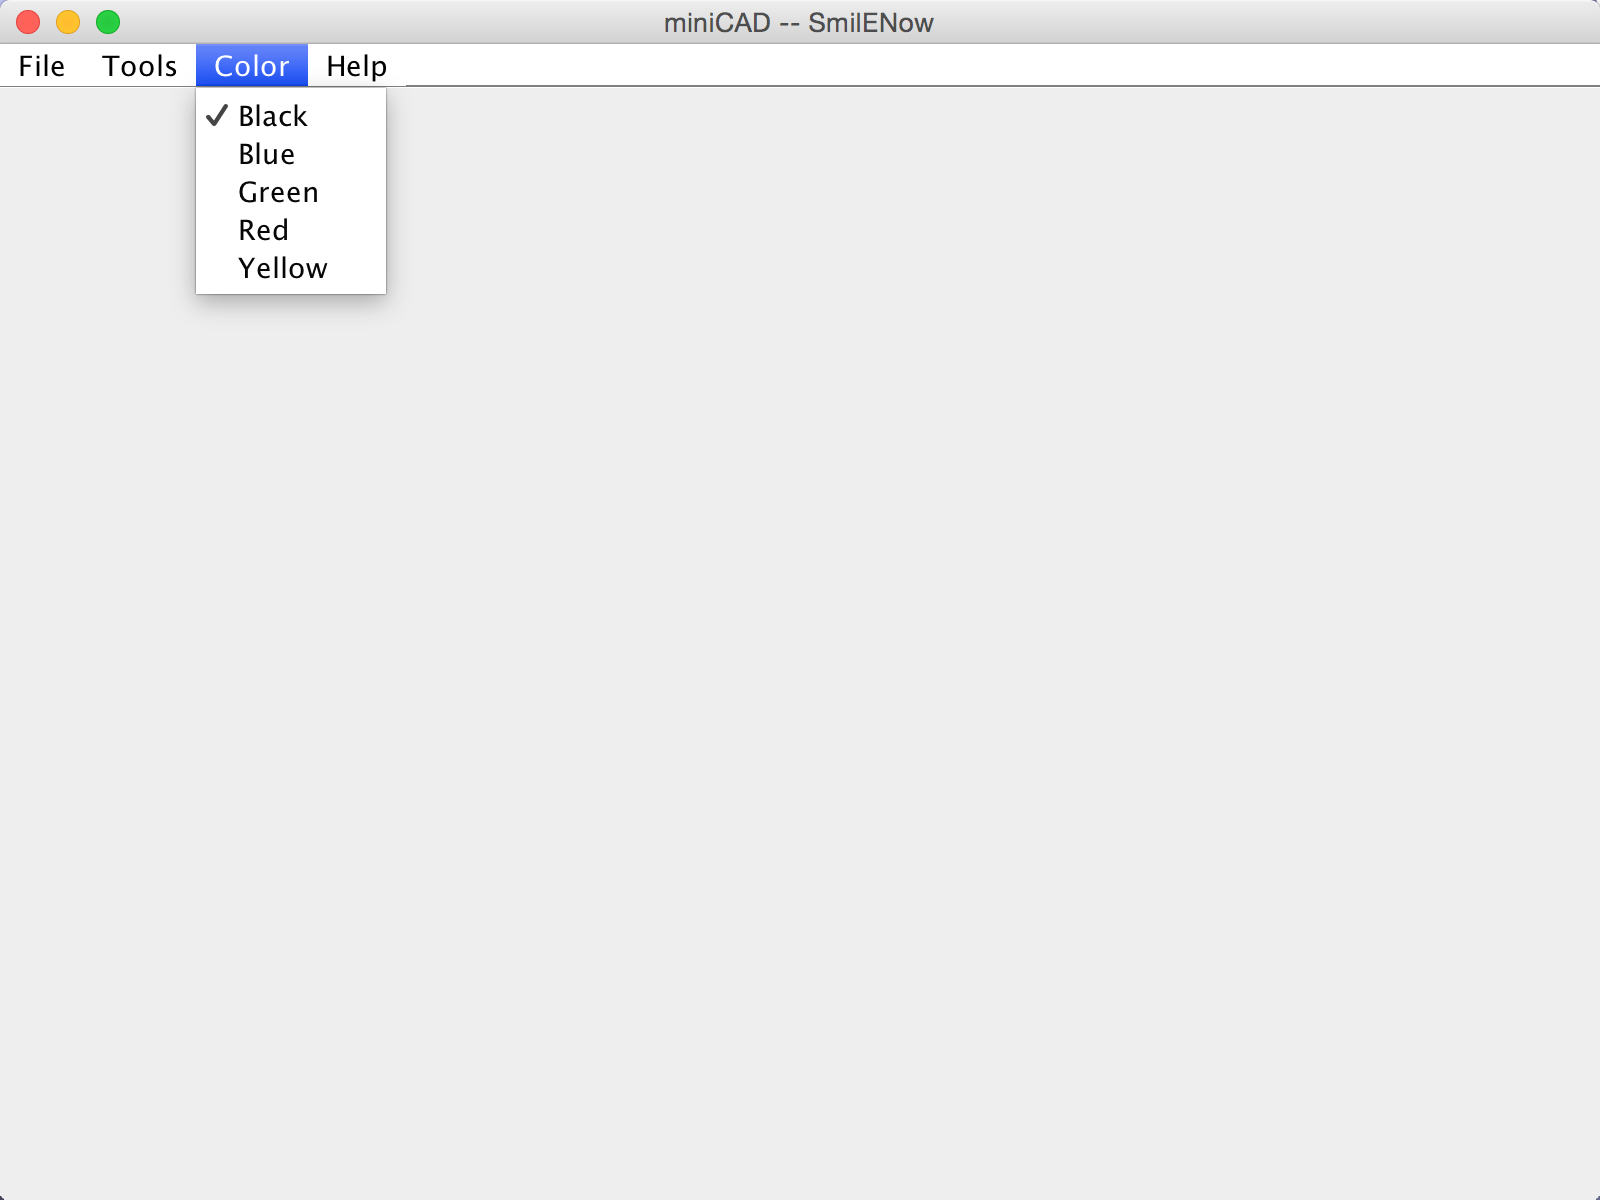 miniCAD -- SmilENow
File Tools Color Help
Black
Blue
Green
Red
Yellow